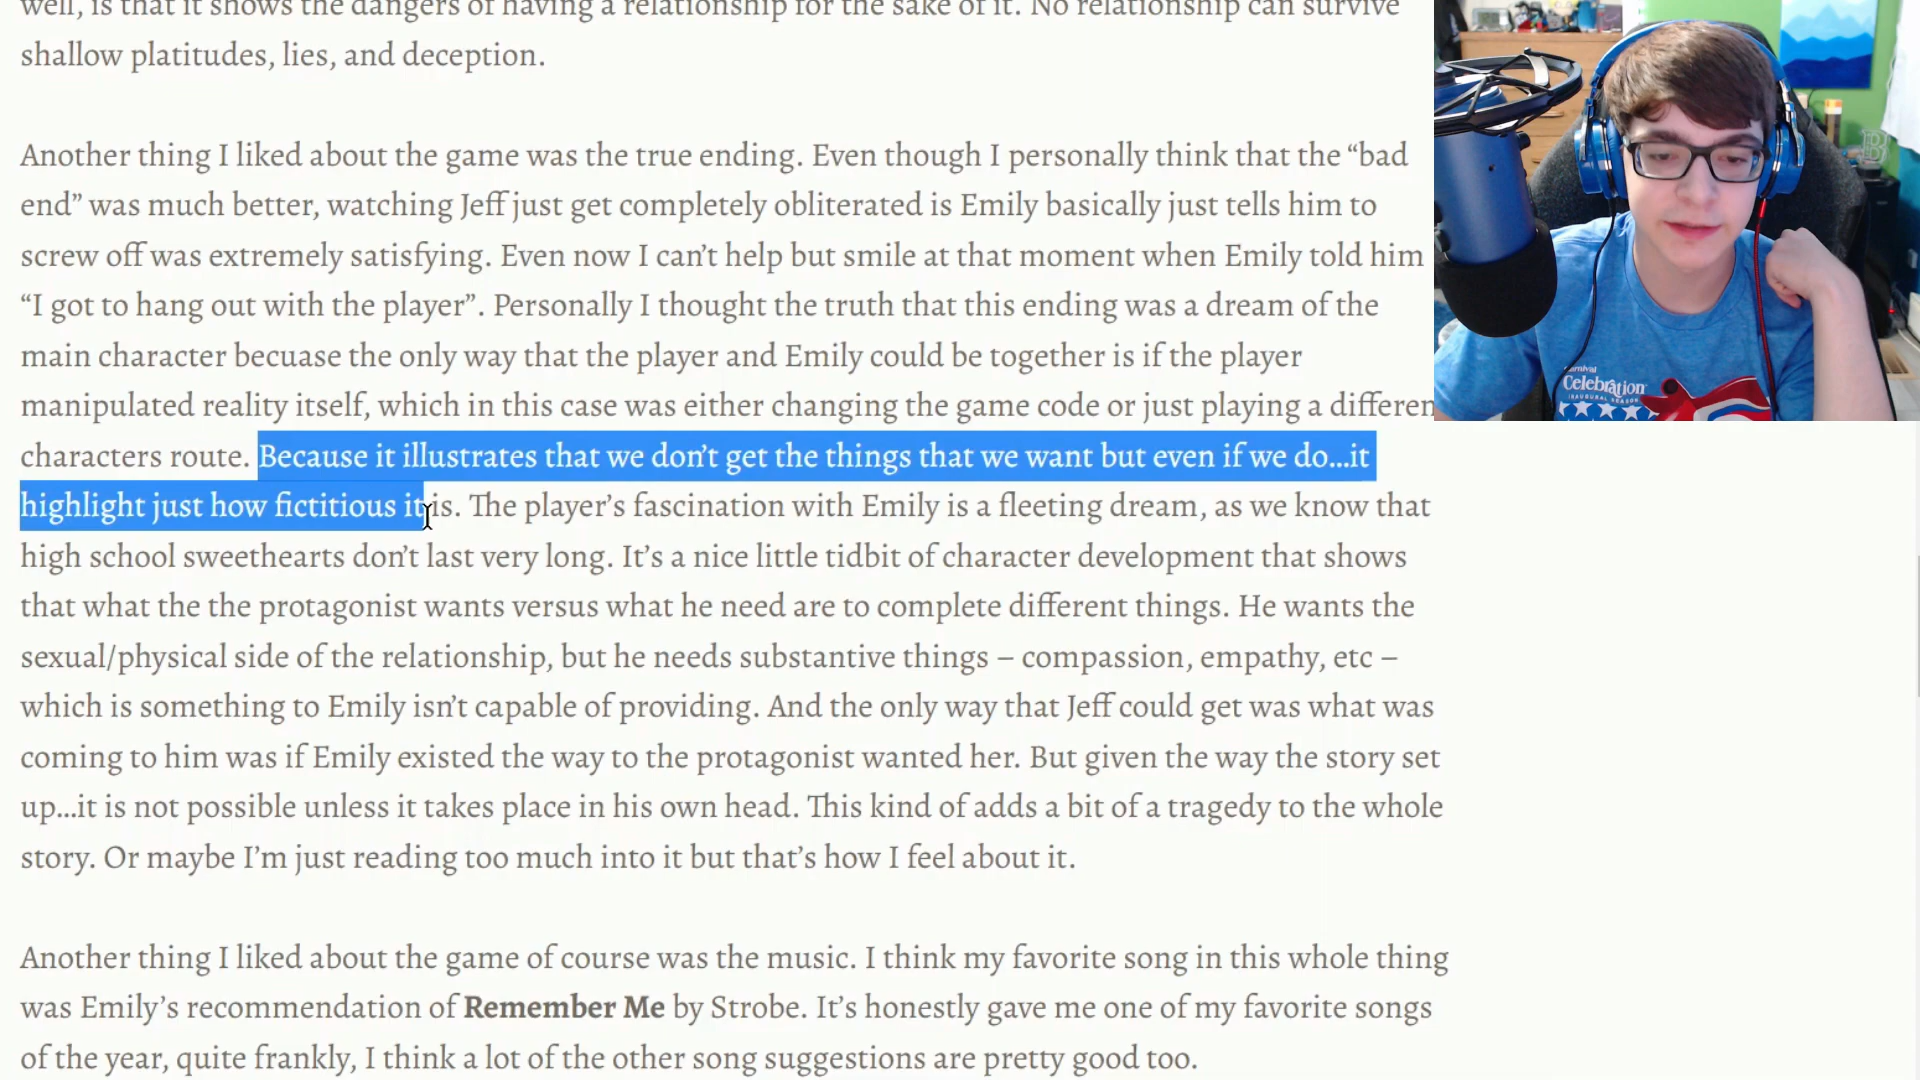 well, is that it shows the dangers of having a relationship for the sake of it. No relationship can survive
shallow platitudes, lies, and deception.
Another thing I liked about the game was the true ending. Even though I personally think that the “bad
end” was much better, watching Jeff just get completely obliterated is Emily basically just tells him to
screw off was extremely satisfying. Even now I can’t help but smile at that moment when Emily told him
“I got to hang out with the player”. Personally I thought the truth that this ending was a dream of the
main character becuase the only way that the player and Emily could be together is if the player
manipulated reality itself, which in this case was either changing the game code or just playing a differen
characters route. Because it illustrates that we don’t get the things that we want but even if we do...it
highlight just how fictitious it is. The player’s fascination with Emily is a fleeting dream, as we know that
high school sweethearts don’t last very long. It’s a nice little tidbit of character development that shows
that what the the protagonist wants versus what he need are to complete different things. He wants the
sexual/physical side of the relationship, but he needs substantive things – compassion, empathy, etc –
which is something to Emily isn’t capable of providing. And the only way that Jeff could get was what was
coming to him was if Emily existed the way to the protagonist wanted her. But given the way the story set
up...it is not possible unless it takes place in his own head. This kind of adds a bit of a tragedy to the whole
story. Or maybe I’m just reading too much into it but that’s how I feel about it.
Another thing I liked about the game of course was the music. I think my favorite song in this whole thing
was Emily’s recommendation of Remember Me by Strobe. It’s honestly gave me one of my favorite songs
of the year, quite frankly, I think a lot of the other song suggestions are pretty good too.
Carnival
Celebration
INAUGURAL SEASON
B